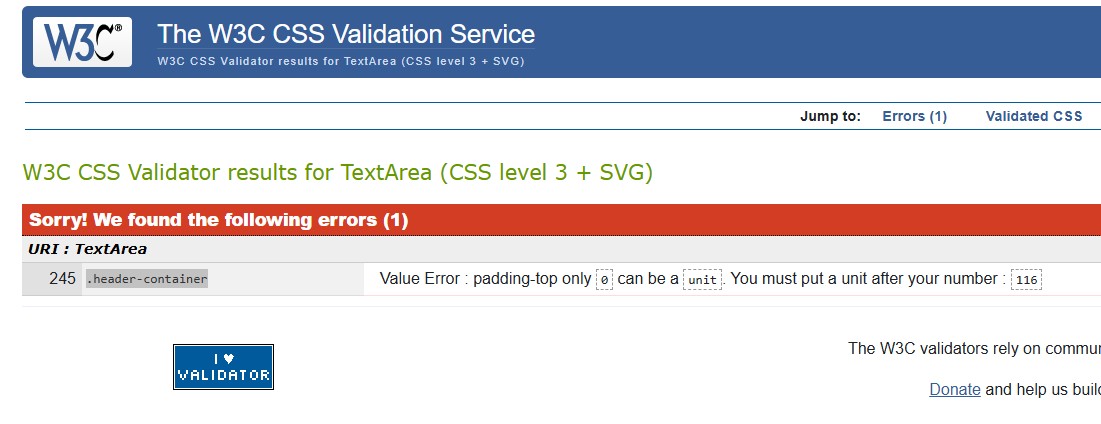 W3C®
The W3C CSS Validation Service
W3C CSS Validator results for TextArea (CSS level 3 + SVG)
Jump to: Errors (1) Validated CSS
W3C CSS Validator results for TextArea (CSS level 3 + SVG)
Sorry! We found the following errors (1)
URI : TextArea
245 .header-container Value Error : padding-top only 0 can be a unit. You must put a unit after your number : 116
I ♥
VALIDATOR
The W3C validators rely on commu
Donate and help us build